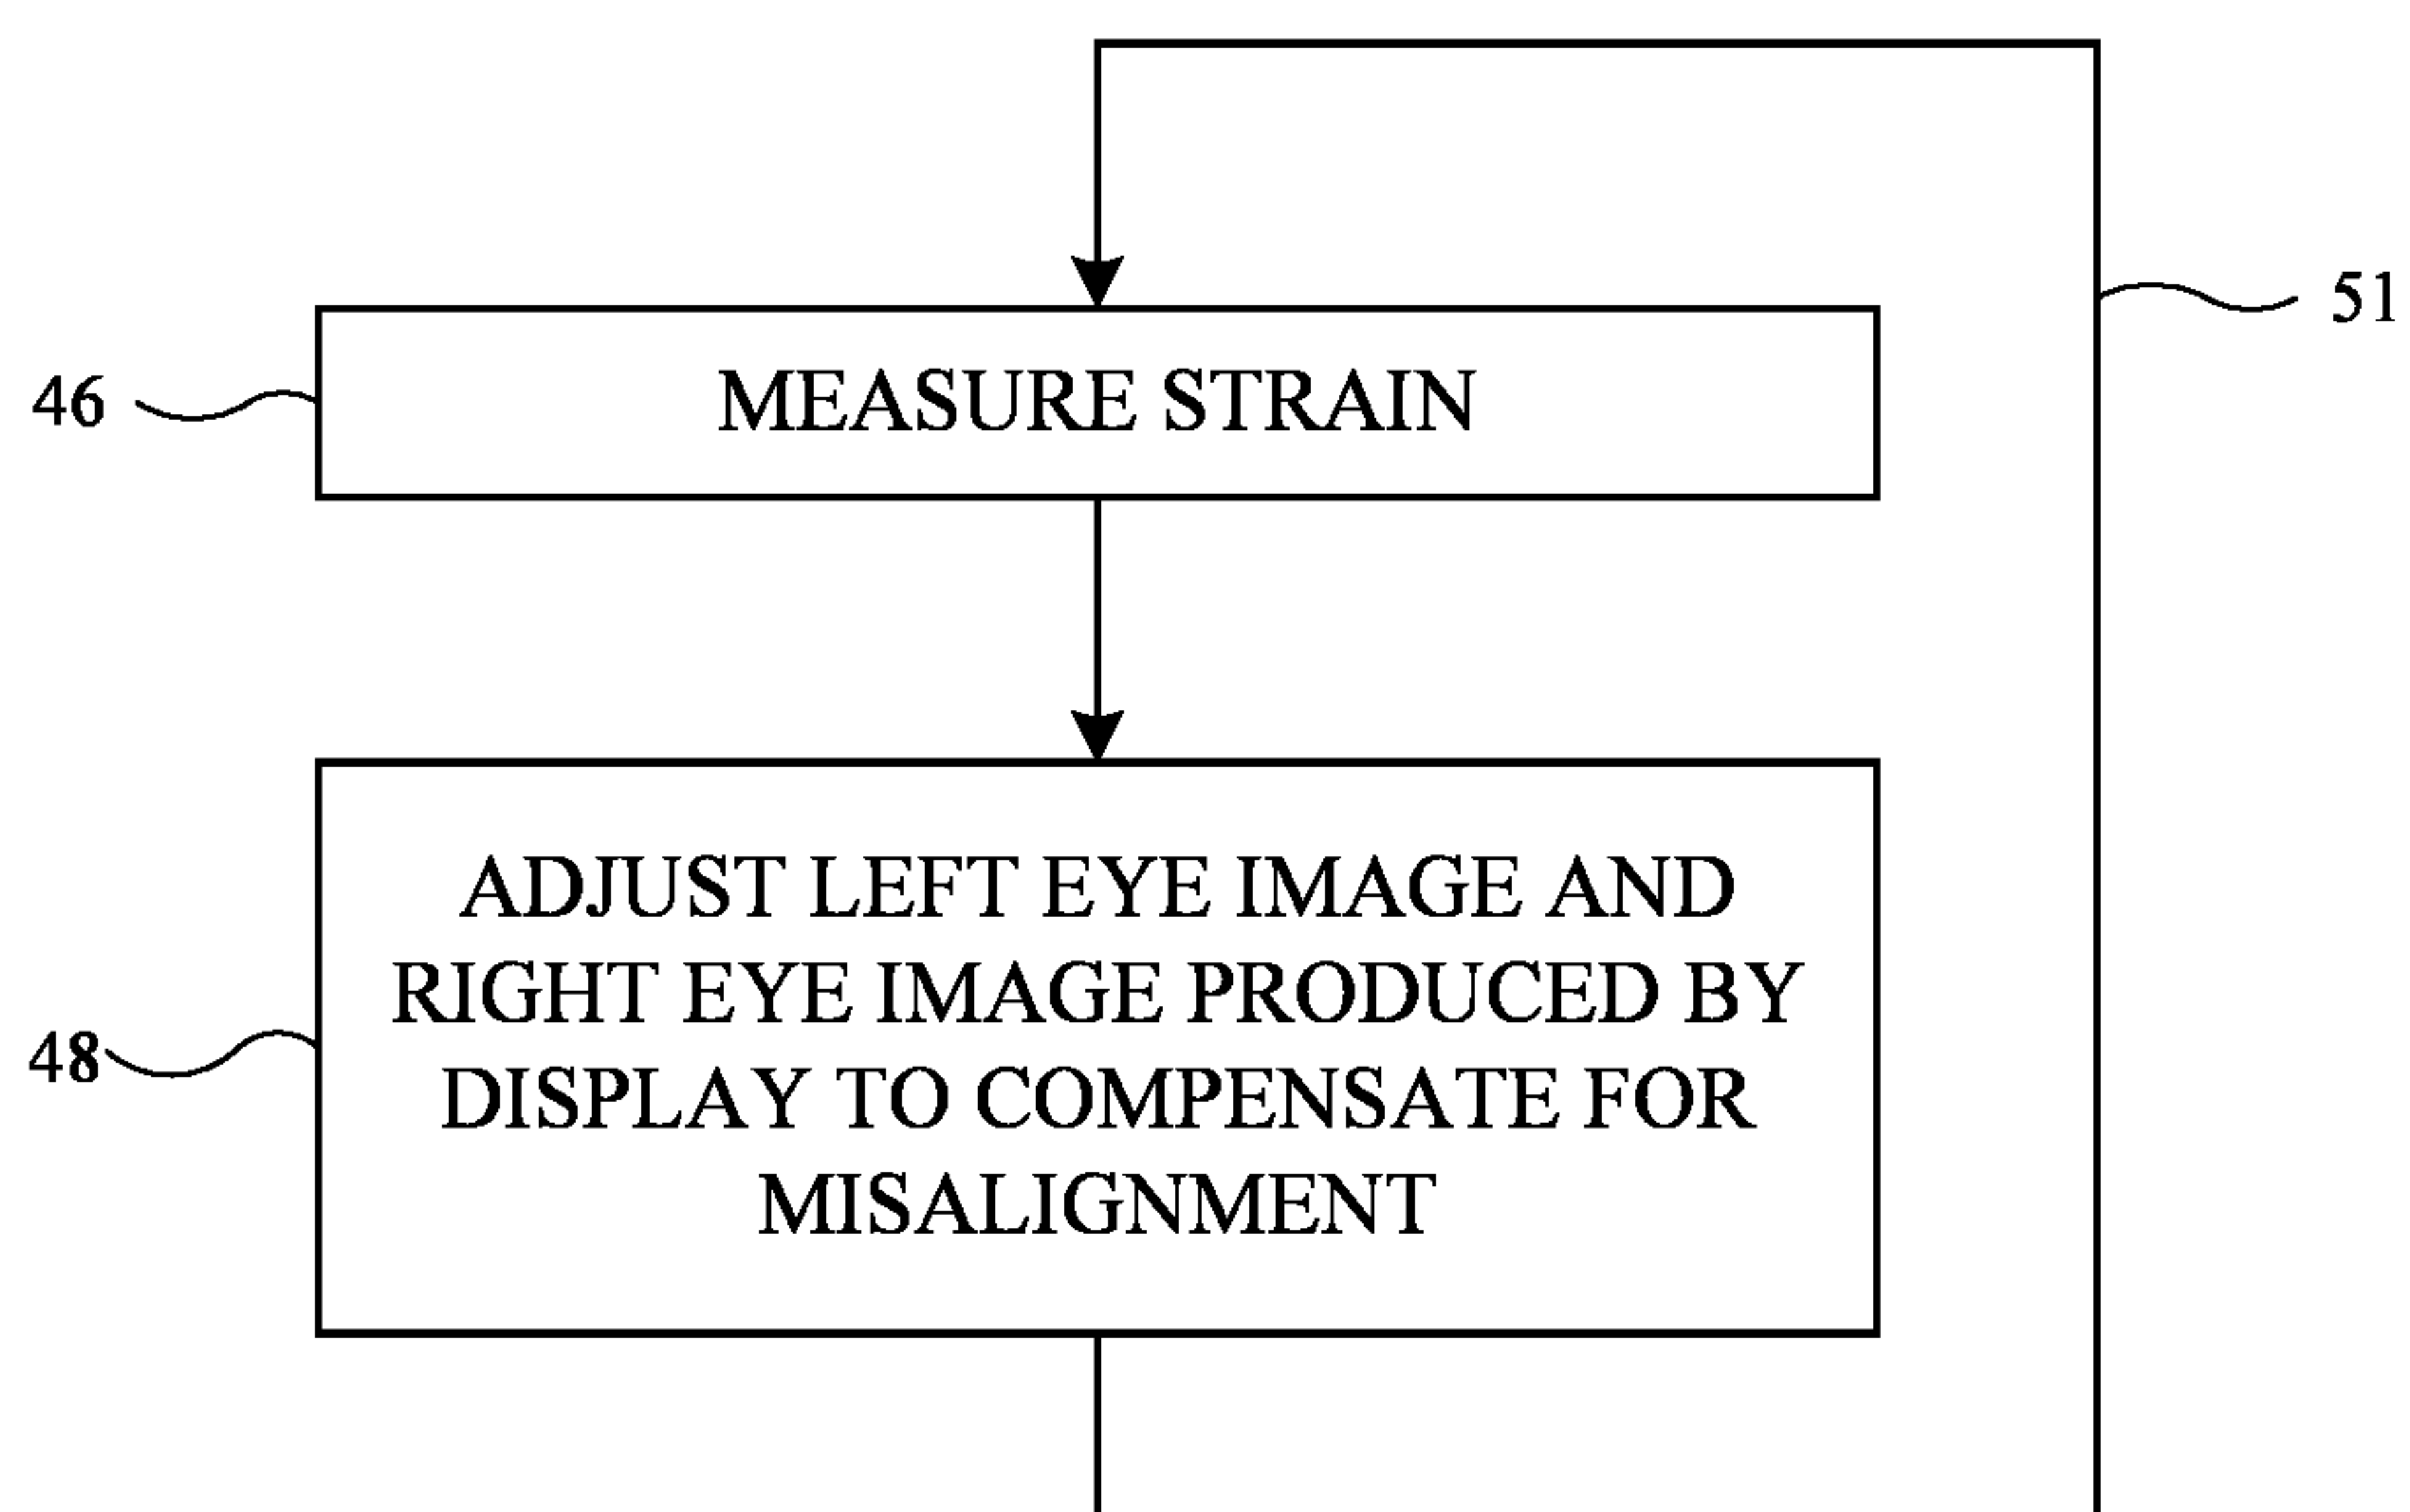 51
46
MEASURE STRAIN
48
ADJUST LEFT EYE IMAGE AND
RIGHT EYE IMAGE PRODUCED BY
DISPLAY TO COMPENSATE FOR
MISALIGNMENT